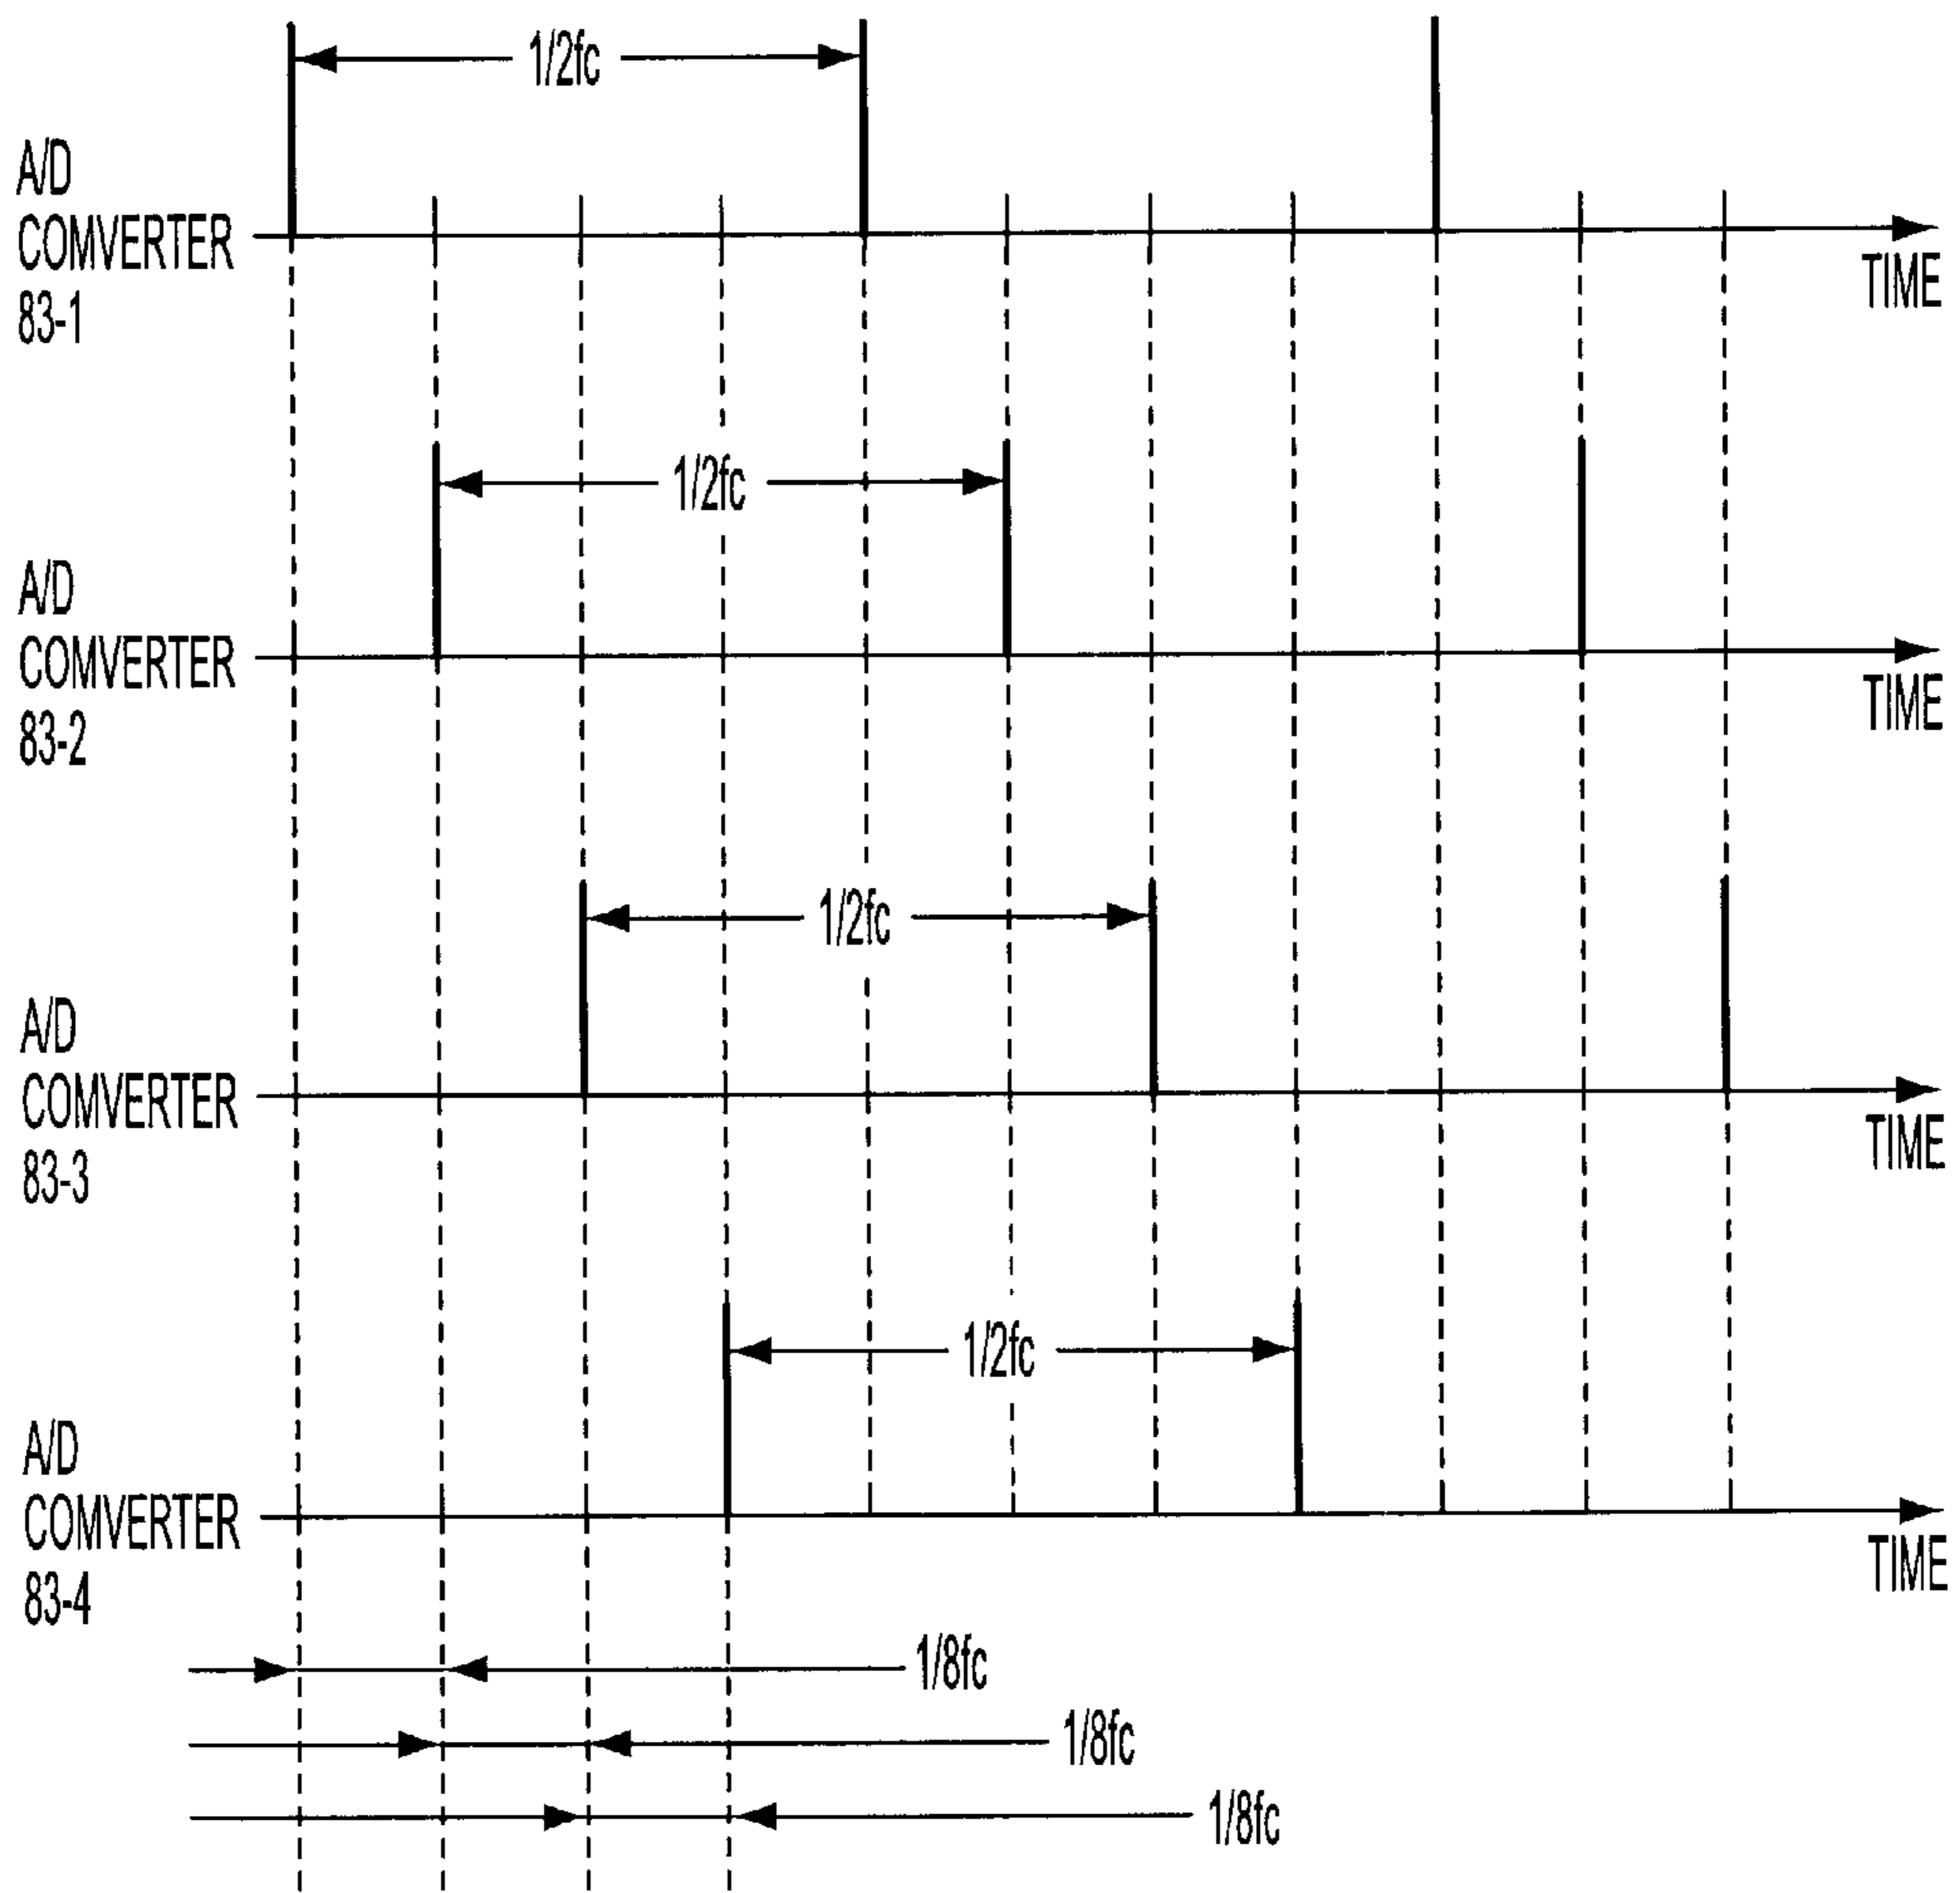 1/2fc
A/D
COMVERTER
83-1
TIME
1/2fc
A/D
COMVERTER
83-2
TIME
1/2fc
A/D
COMVERTER
83-3
TIME
1/2fc
A/D
COMVERTER
83-4
TIME
1/8fc
1/8fc
1/8fc